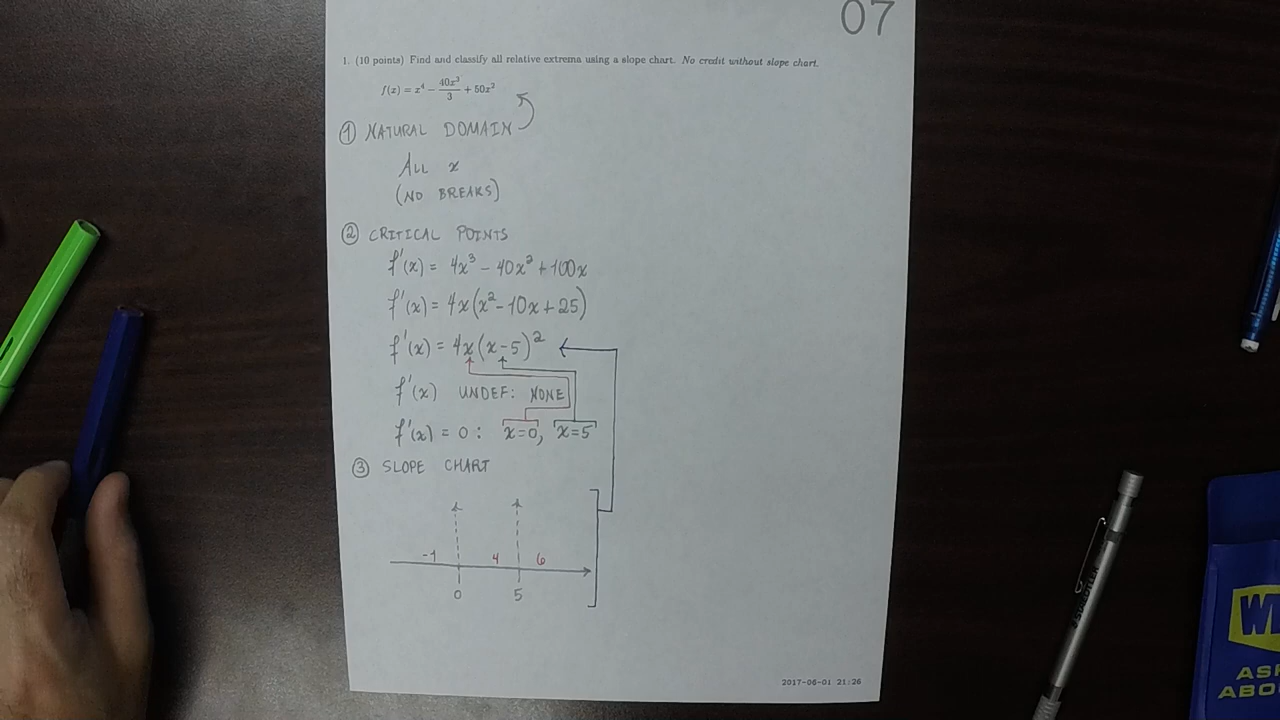 07
1. (10 points) Find and classify all relative extrema using a slope chart. No credit without slope chart.
f(x) = x⁴ − 40x³/3 + 50x²
① NATURAL DOMAIN
ALL x
(NO BREAKS)
② CRITICAL POINTS
f'(x) = 4x³ − 40x² + 100x
f'(x) = 4x(x² − 10x + 25)
f'(x) = 4x(x − 5)²
f'(x) UNDEF: NONE
f'(x) = 0 : x=0, x=5
③ SLOPE CHART
-1 4 6
0 5
2017-06-01 21:26